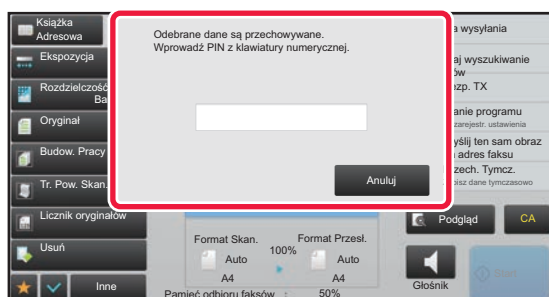 Książka
Adresowa
Ekspozycja
Rozdzielczość
Ba
Oryginał
Budow. Pracy
Tr. Pow. Skan.
Licznik oryginałów
Usuń
Inne
Odebrane dane są przechowywane.
Wprowadź PIN z klawiatury numerycznej.
Anuluj
a wysyłania
aj wyszukiwanie
ów
zp. TX
anie programu
zarejestr. ustawienia
yślij ten sam obraz
adres faksu
zech. Tymcz.
isz dane tymczasowo
Podgląd
CA
Format Skan.
100%
Format Przesł.
Auto
A4
Auto
A4
Głośnik
Start
Pamięć odbioru faksów : 50%